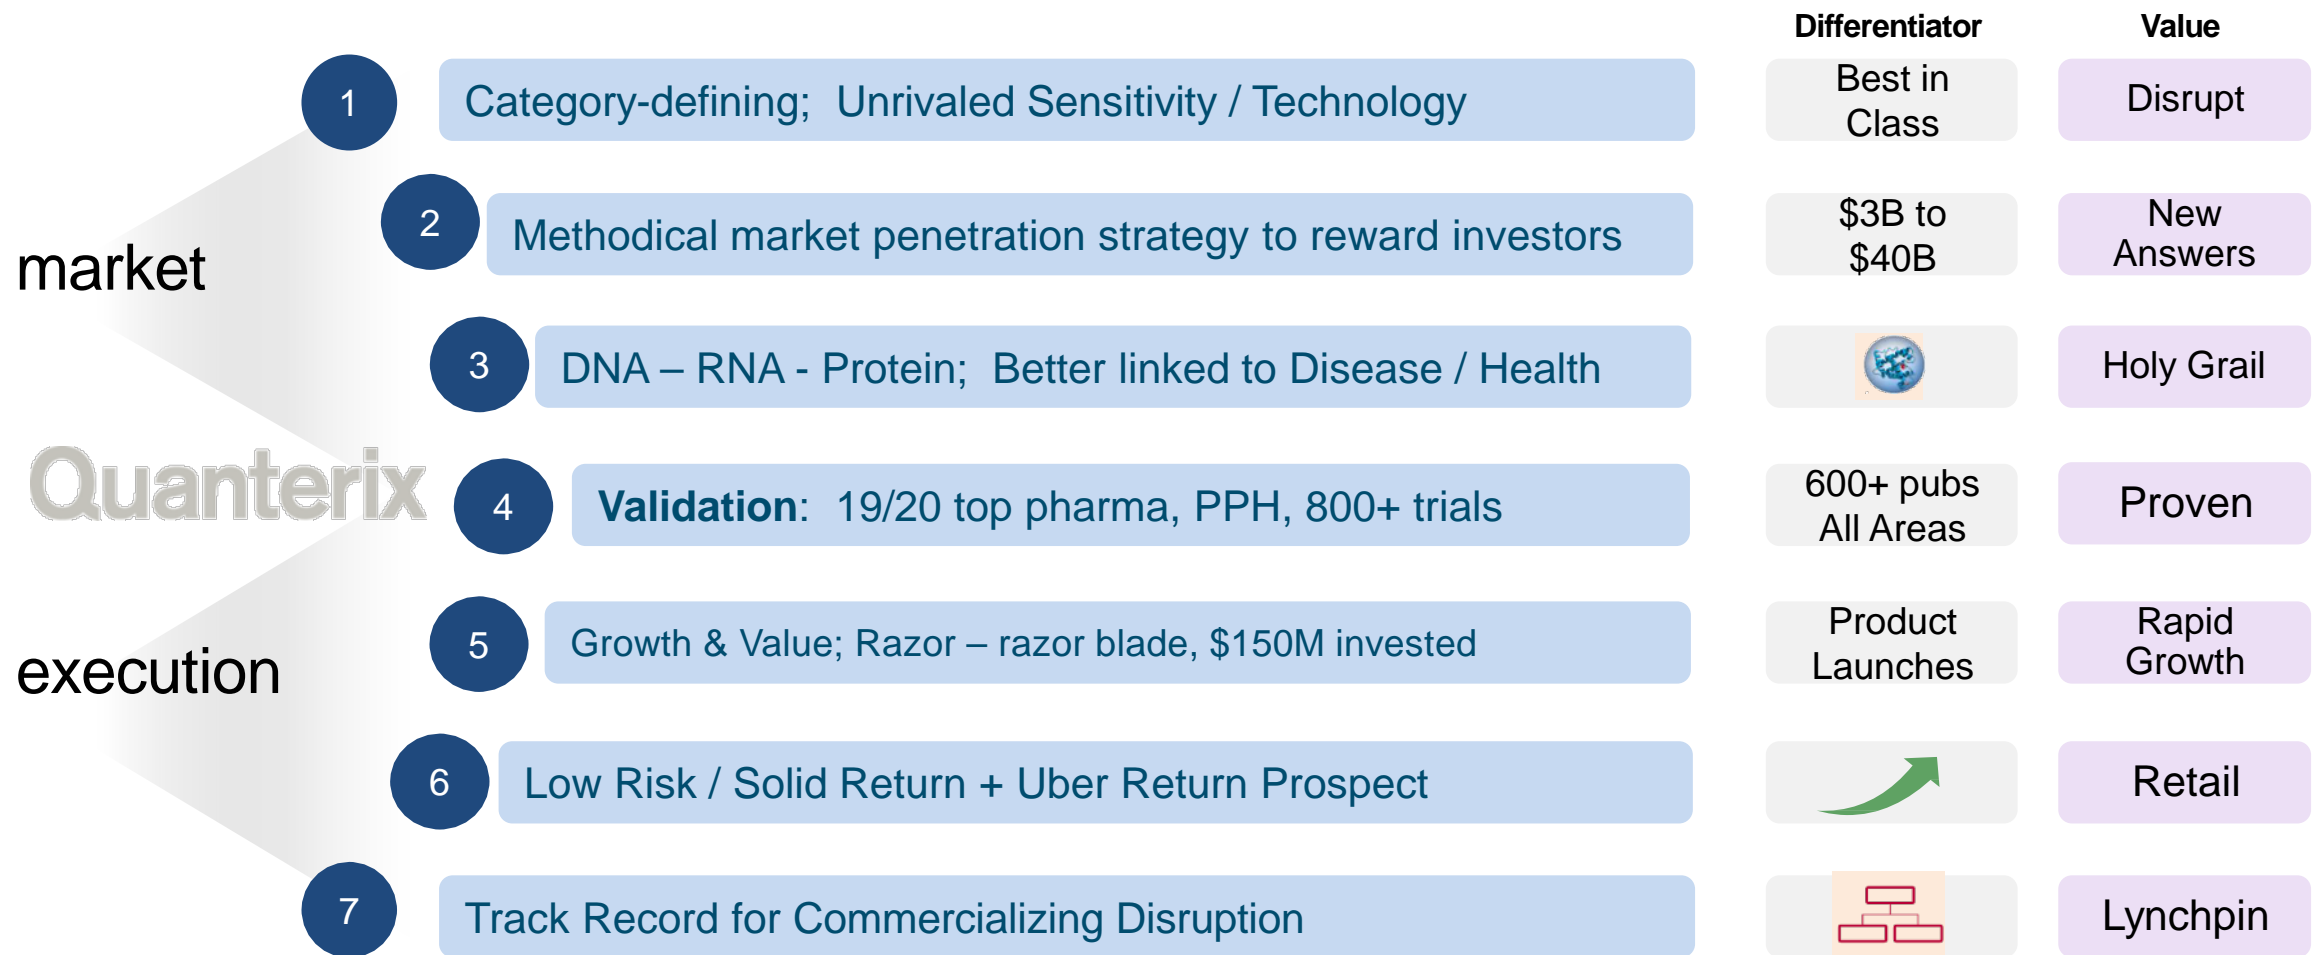 Differentiator Value
1 Category-defining; Unrivaled Sensitivity / Technology
Best in
Class
Disrupt
2 Methodical market penetration strategy to reward investors
$3B to
$40B
New
Answers
market
3 DNA – RNA - Protein; Better linked to Disease / Health
Holy Grail
Quanterix
4 Validation: 19/20 top pharma, PPH, 800+ trials
600+ pubs
All Areas
Proven
5 Growth & Value; Razor – razor blade, $150M invested
Product
Launches
Rapid
Growth
execution
6 Low Risk / Solid Return + Uber Return Prospect
Retail
7 Track Record for Commercializing Disruption
Lynchpin